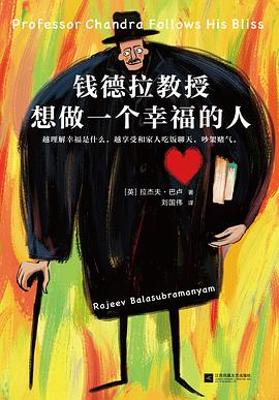 Professor Chandra Follows His Bliss
钱德拉教授
想做一个幸福的人
越理解幸福是什么，越享受和家人吃饭聊天、吵架赌气。
[英] 拉杰夫·巴卢 著
刘国伟 译
Rajeev Balasubramanyam